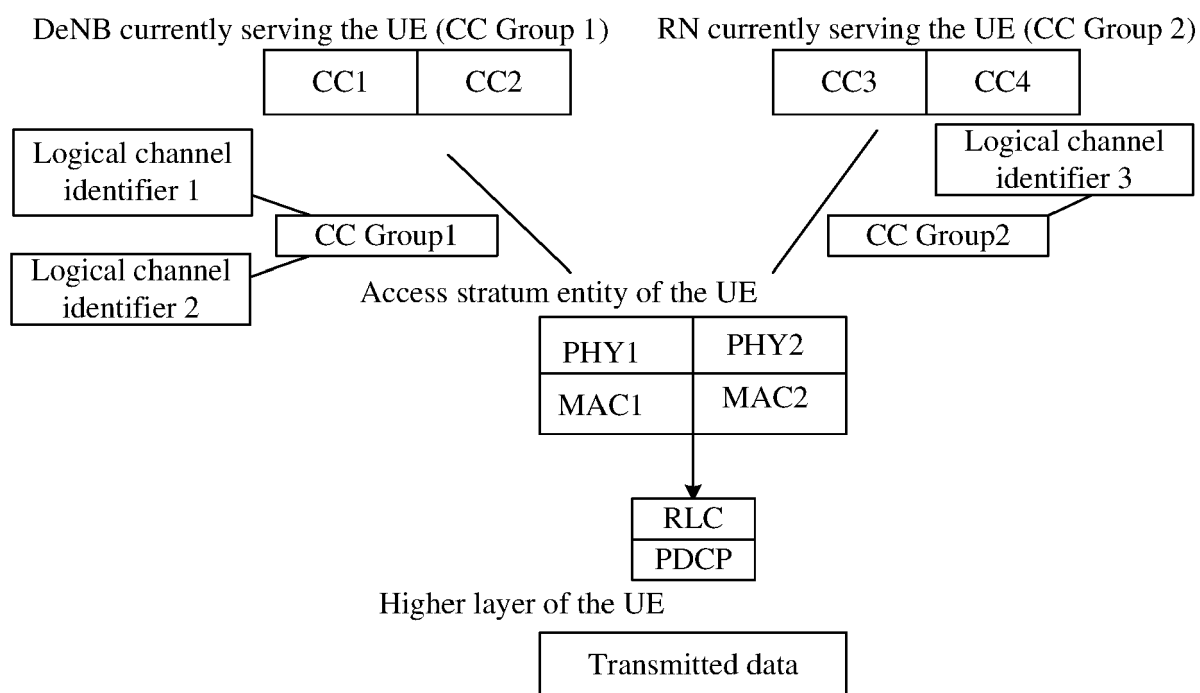 DeNB currently serving the UE (CC Group 1)
RN currently serving the UE (CC Group 2)
CC1
CC2
CC3
CC4
Logical channel
identifier 1
Logical channel
identifier 3
CC Group1
CC Group2
Logical channel
identifier 2
Access stratum entity of the UE
PHY1
PHY2
MAC1
MAC2
RLC
PDCP
Higher layer of the UE
Transmitted data